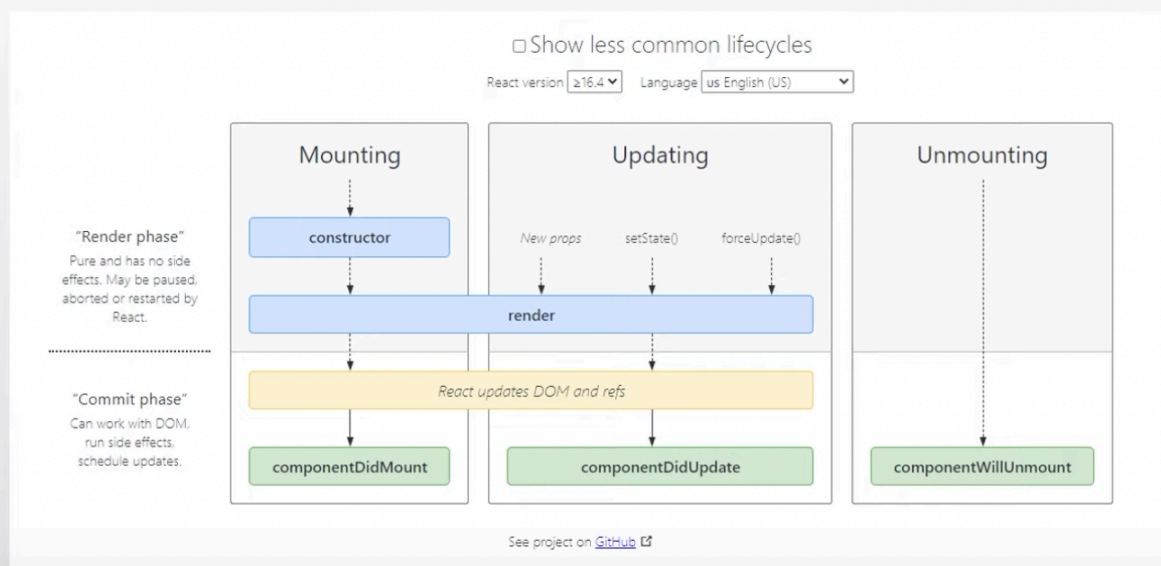 Show less common lifecycles
React version ≥16.4 Language us English (US)
Mounting
Updating
Unmounting
"Render phase"
Pure and has no side
effects. May be paused,
aborted or restarted by
React.
constructor
New props
setState()
forceUpdate()
render
React updates DOM and refs
"Commit phase"
Can work with DOM,
run side effects,
schedule updates.
componentDidMount
componentDidUpdate
componentWillUnmount
See project on GitHub